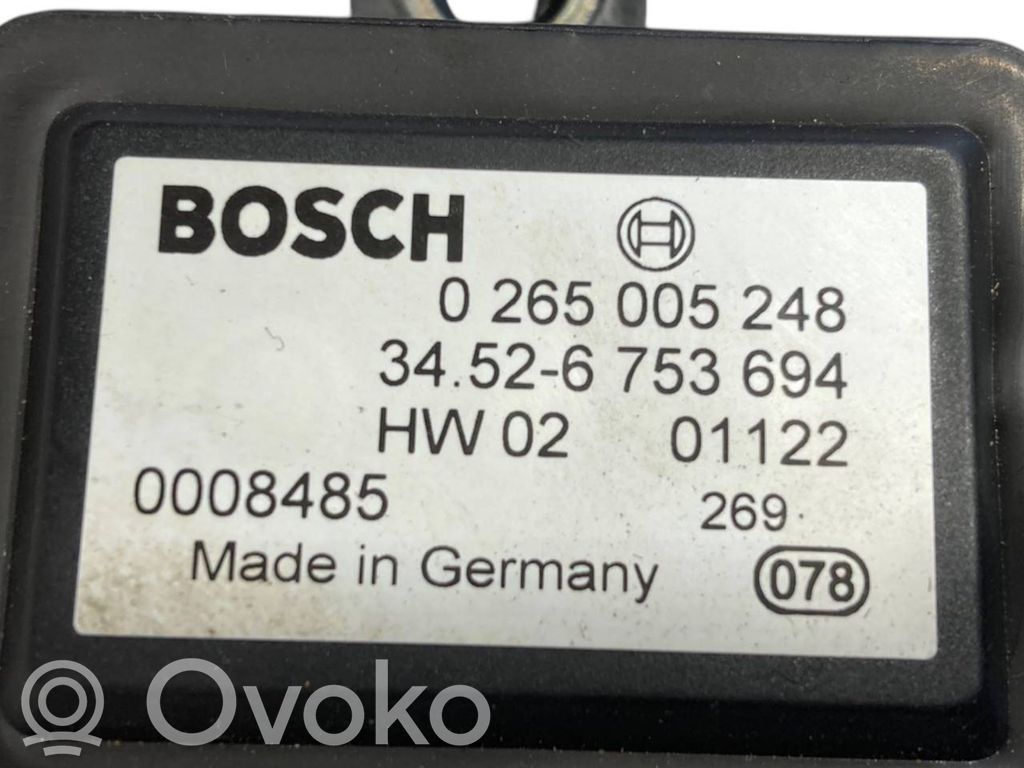 BOSCH
0 265 005 248
34.52-6 753 694
HW 02 01122
0008485 269
Made in Germany 078
Ovoko